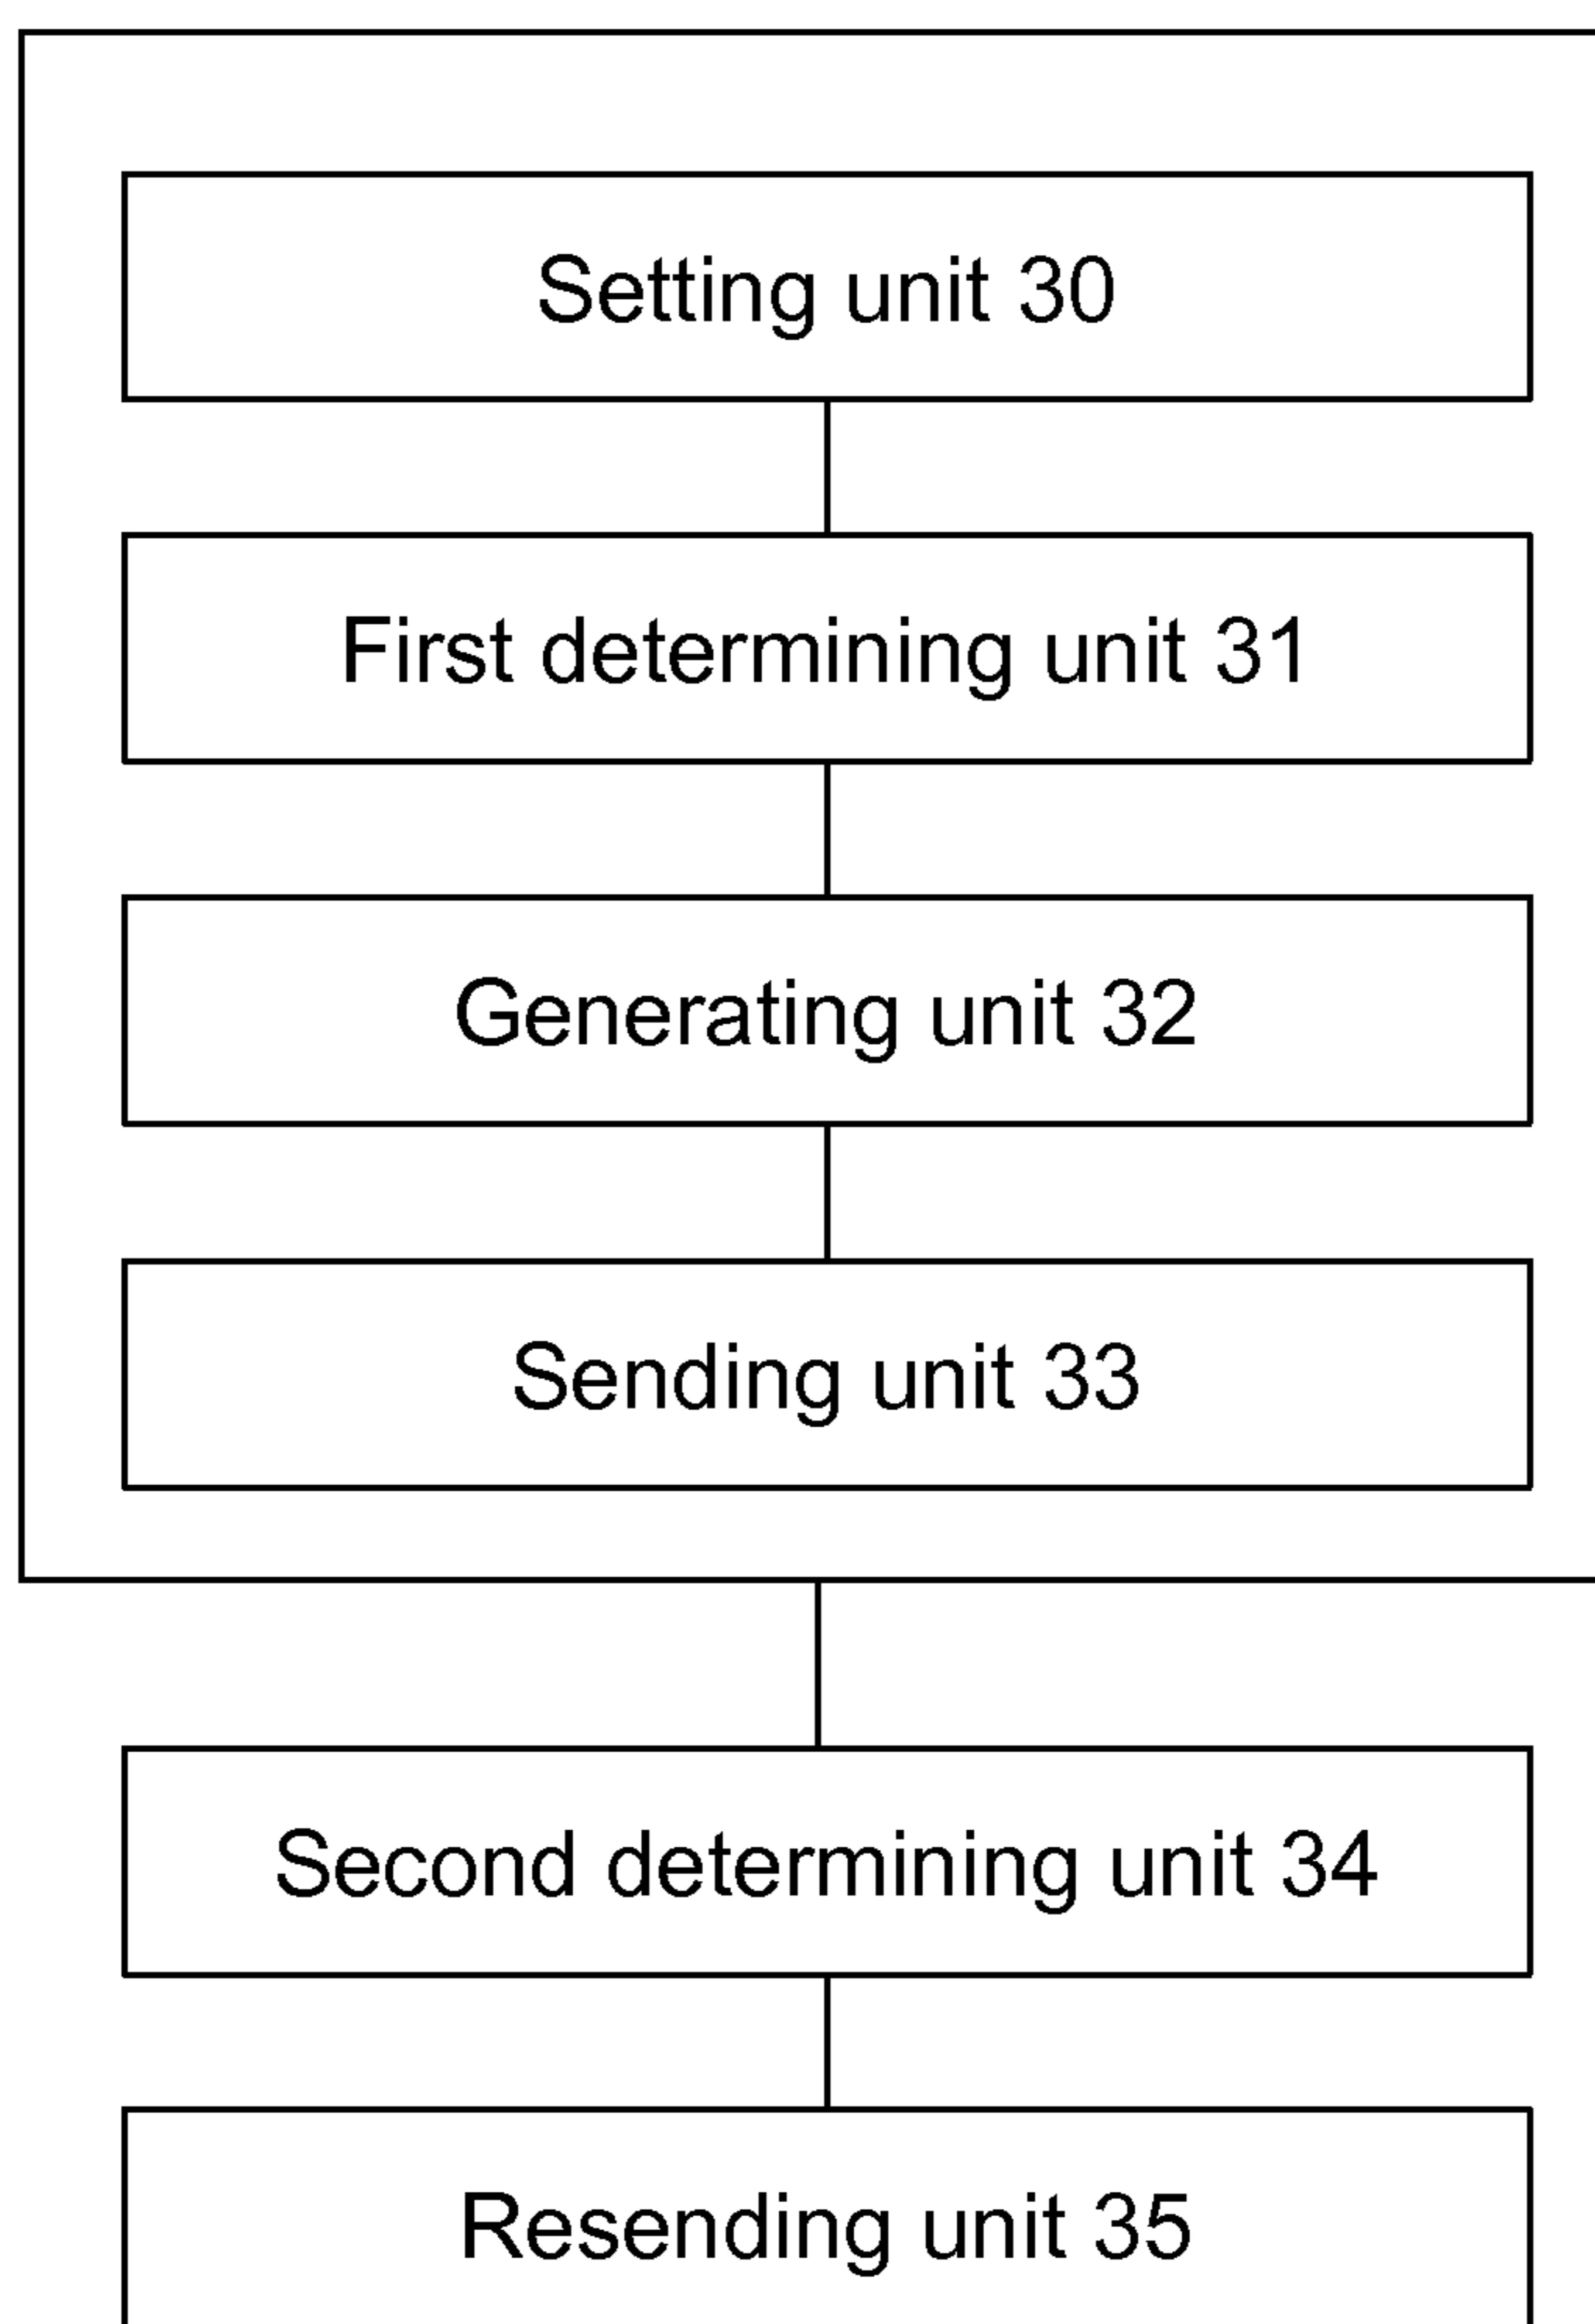 Setting unit 30
First determining unit 31
Generating unit 32
Sending unit 33
Second determining unit 34
Resending unit 35